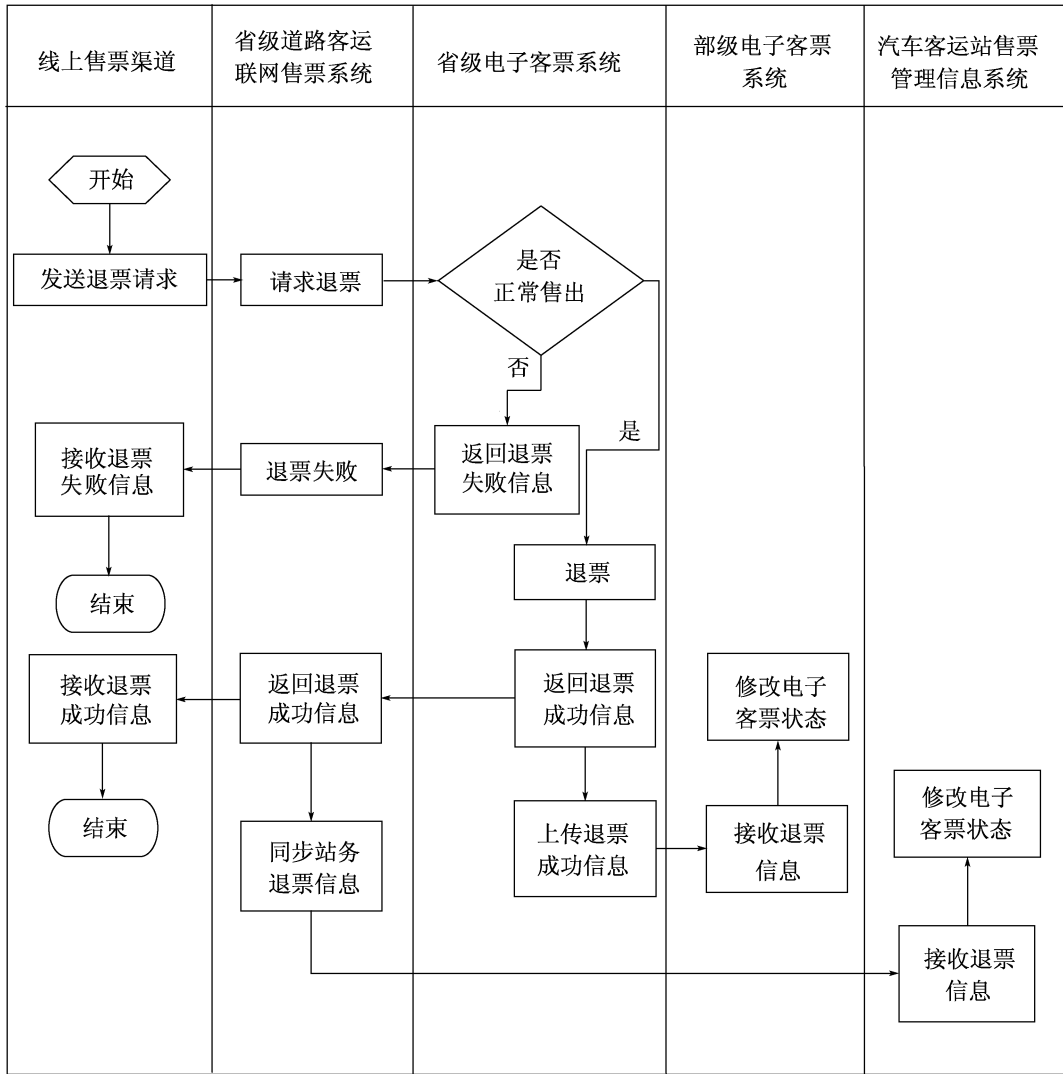 线上售票渠道
省级道路客运
联网售票系统
省级电子客票系统
部级电子客票
系统
汽车客运站售票
管理信息系统
开始
发送退票请求
请求退票
是否
正常售出
否
是
接收退票
失败信息
退票失败
返回退票
失败信息
结束
退票
接收退票
成功信息
返回退票
成功信息
返回退票
成功信息
修改电子
客票状态
结束
同步站务
退票信息
上传退票
成功信息
接收退票
信息
修改电子
客票状态
接收退票
信息